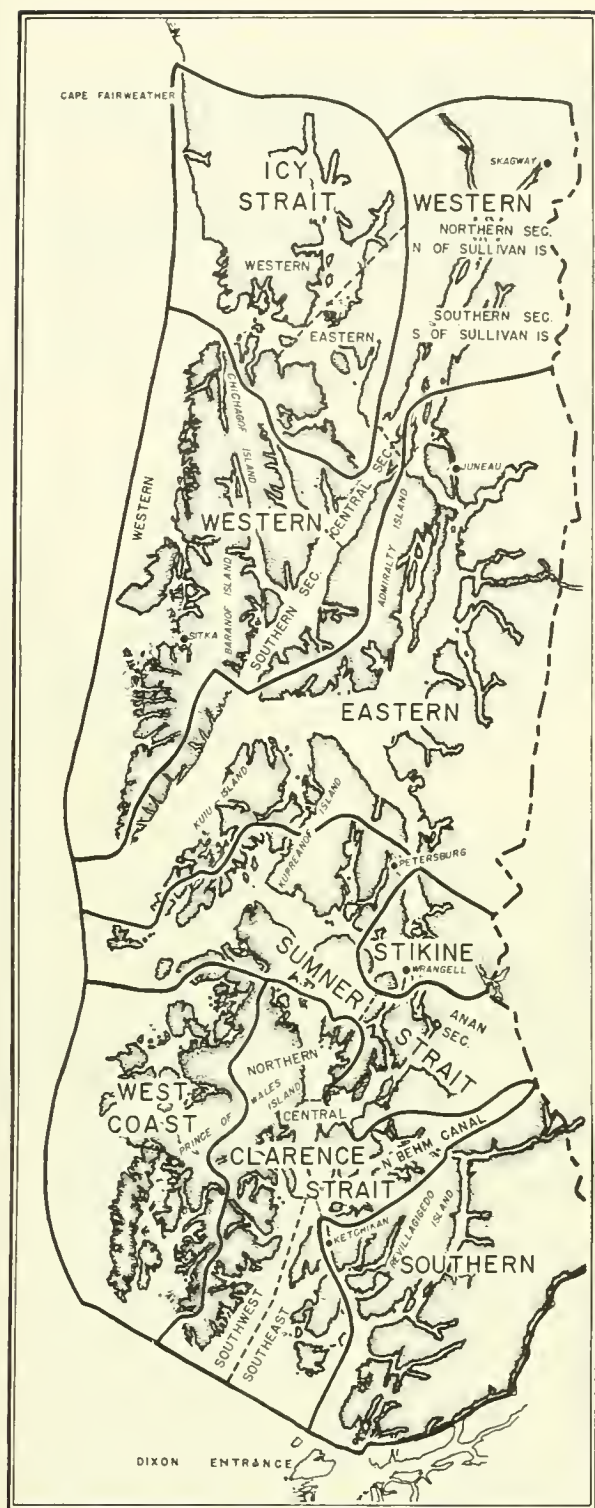 CAPE FAIRWEATHER
ICY
STRAIT
WESTERN
EASTERN
SKAGWAY
WESTERN
NORTHERN SEC.
N OF SULLIVAN IS
SOUTHERN SEC.
S OF SULLIVAN IS
CHICHAGOF ISLAND
WESTERN
WESTERN
CENTRAL SEC.
JUNEAU
ADMIRALTY ISLAND
BARANOF ISLAND
SOUTHERN SEC.
SITKA
EASTERN
KUIU ISLAND
KUPREANOF ISLAND
PETERSBURG
STIKINE
WRANGELL
SUMNER
STRAIT
ANAN
SEC.
WEST
COAST
NORTHERN
PRINCE OF WALES ISLAND
CENTRAL
CLARENCE
STRAIT
N BEHM CANAL
KETCHIKAN
REVILLAGIGEDO
ISLAND
SOUTHERN
SOUTHWEST
SOUTHEAST
DIXON ENTRANCE